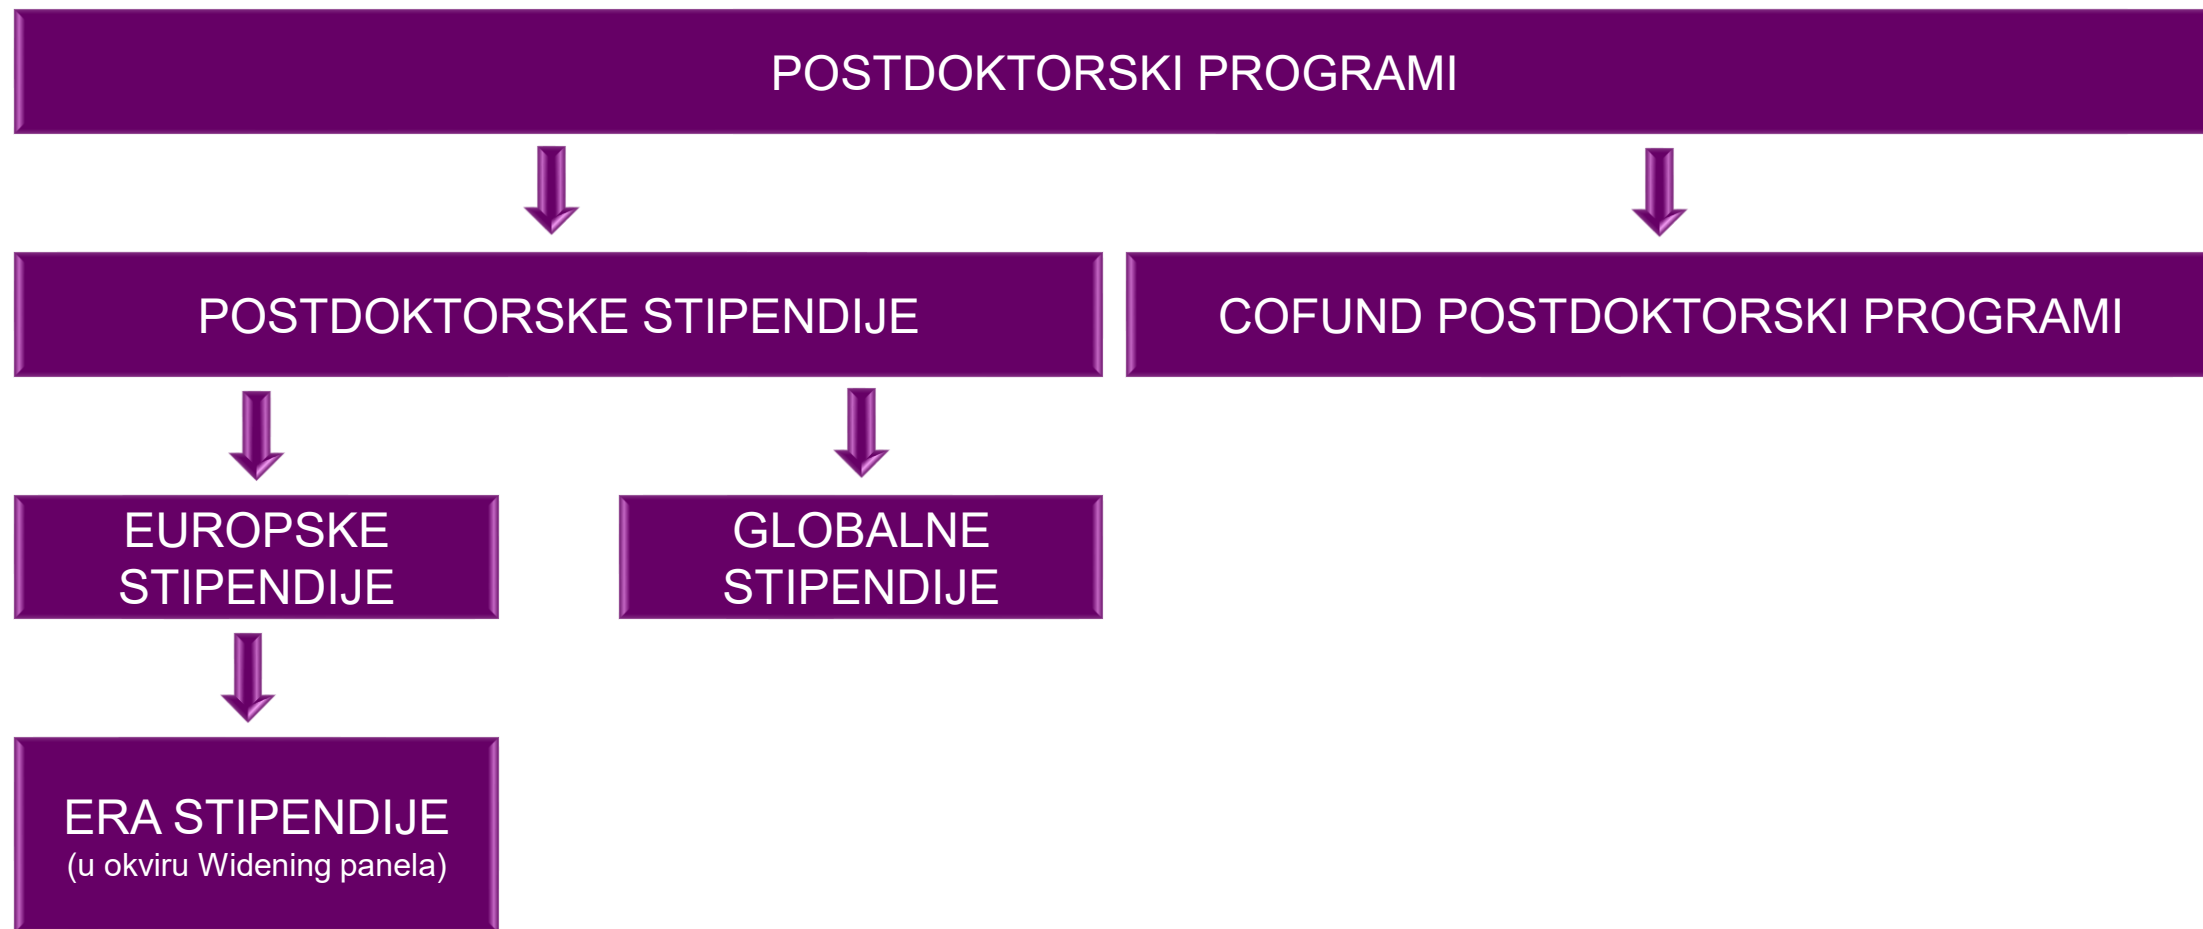 POSTDOKTORSKI PROGRAMI
POSTDOKTORSKE STIPENDIJE
COFUND POSTDOKTORSKI PROGRAMI
EUROPSKE
STIPENDIJE
GLOBALNE
STIPENDIJE
ERA STIPENDIJE
(u okviru Widening panela)